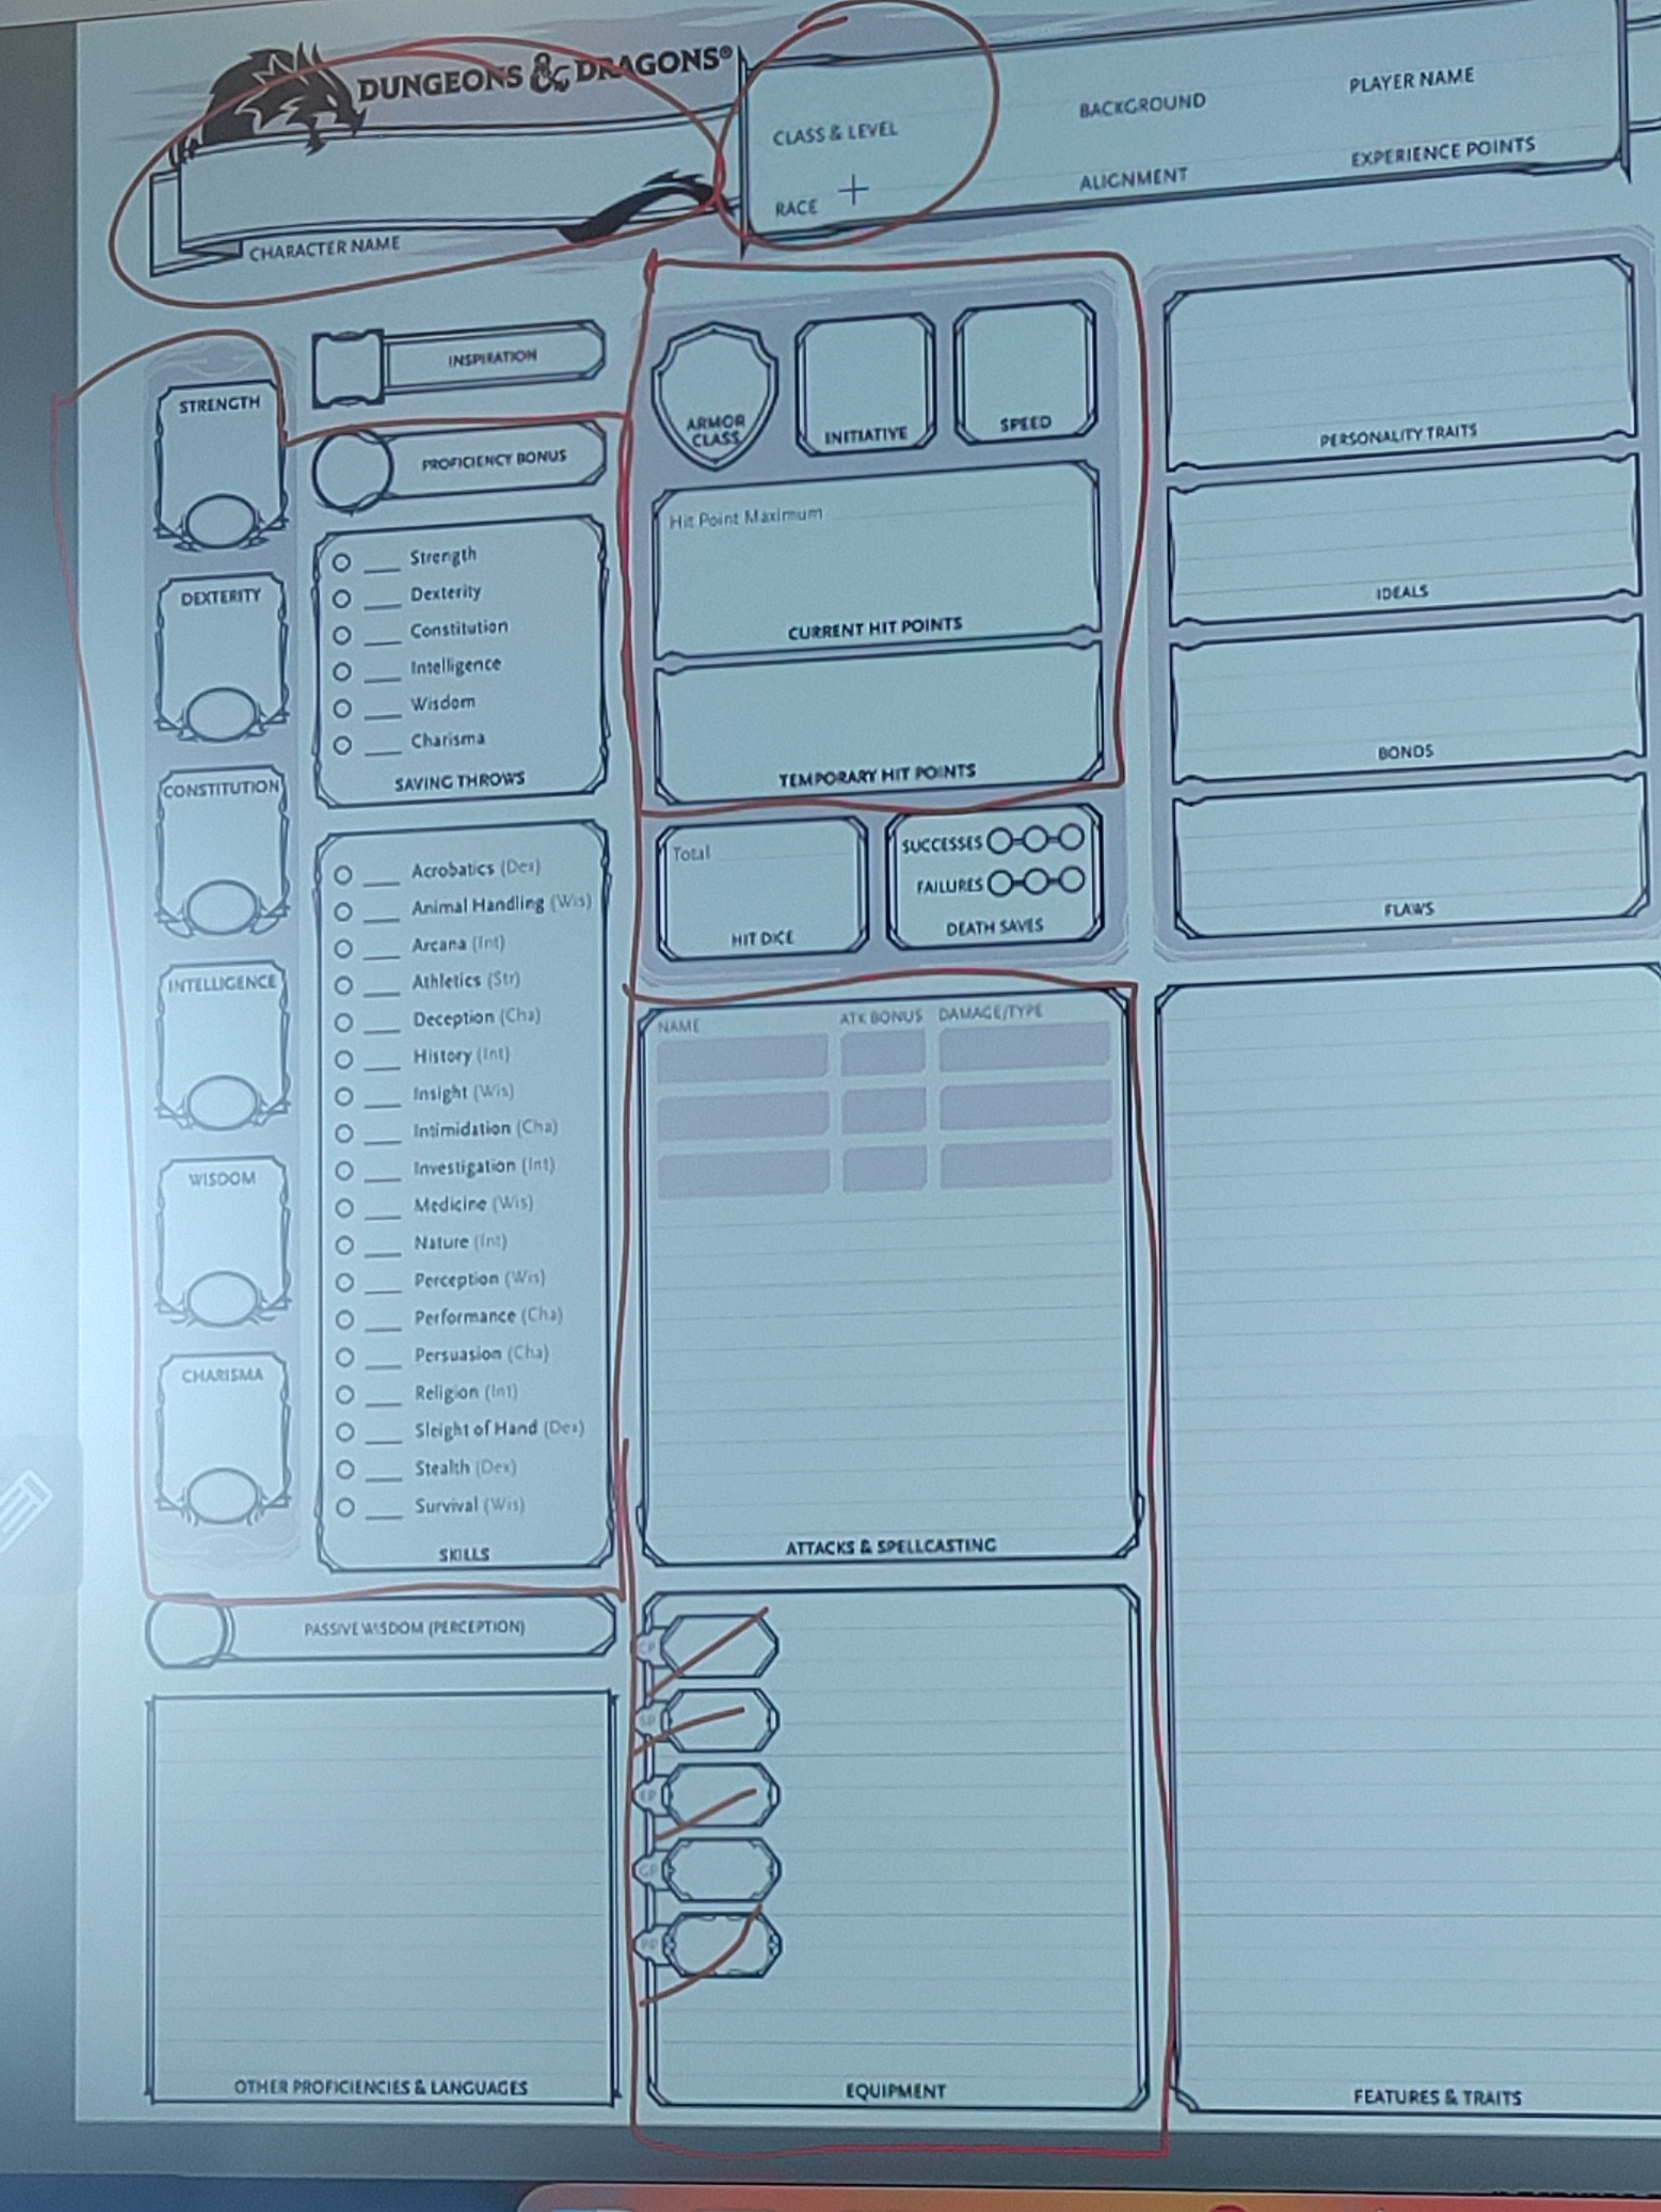 DUNGEONS & DRAGONS®
CHARACTER NAME
CLASS & LEVEL
BACKGROUND
PLAYER NAME
RACE
ALIGNMENT
EXPERIENCE POINTS
STRENGTH
DEXTERITY
CONSTITUTION
INTELLIGENCE
WISDOM
CHARISMA
INSPIRATION
PROFICIENCY BONUS
Strength
Dexterity
Constitution
Intelligence
Wisdom
Charisma
SAVING THROWS
Acrobatics (Dex)
Animal Handling (Wis)
Arcana (Int)
Athletics (Str)
Deception (Cha)
History (Int)
Insight (Wis)
Intimidation (Cha)
Investigation (Int)
Medicine (Wis)
Nature (Int)
Perception (Wis)
Performance (Cha)
Persuasion (Cha)
Religion (Int)
Sleight of Hand (Dex)
Stealth (Dex)
Survival (Wis)
SKILLS
PASSIVE WISDOM (PERCEPTION)
OTHER PROFICIENCIES & LANGUAGES
ARMOR
CLASS
INITIATIVE
SPEED
Hit Point Maximum
CURRENT HIT POINTS
TEMPORARY HIT POINTS
Total
HIT DICE
SUCCESSES
FAILURES
DEATH SAVES
NAME ATK BONUS DAMAGE/TYPE
ATTACKS & SPELLCASTING
CP
SP
EP
GP
PP
EQUIPMENT
PERSONALITY TRAITS
IDEALS
BONDS
FLAWS
FEATURES & TRAITS